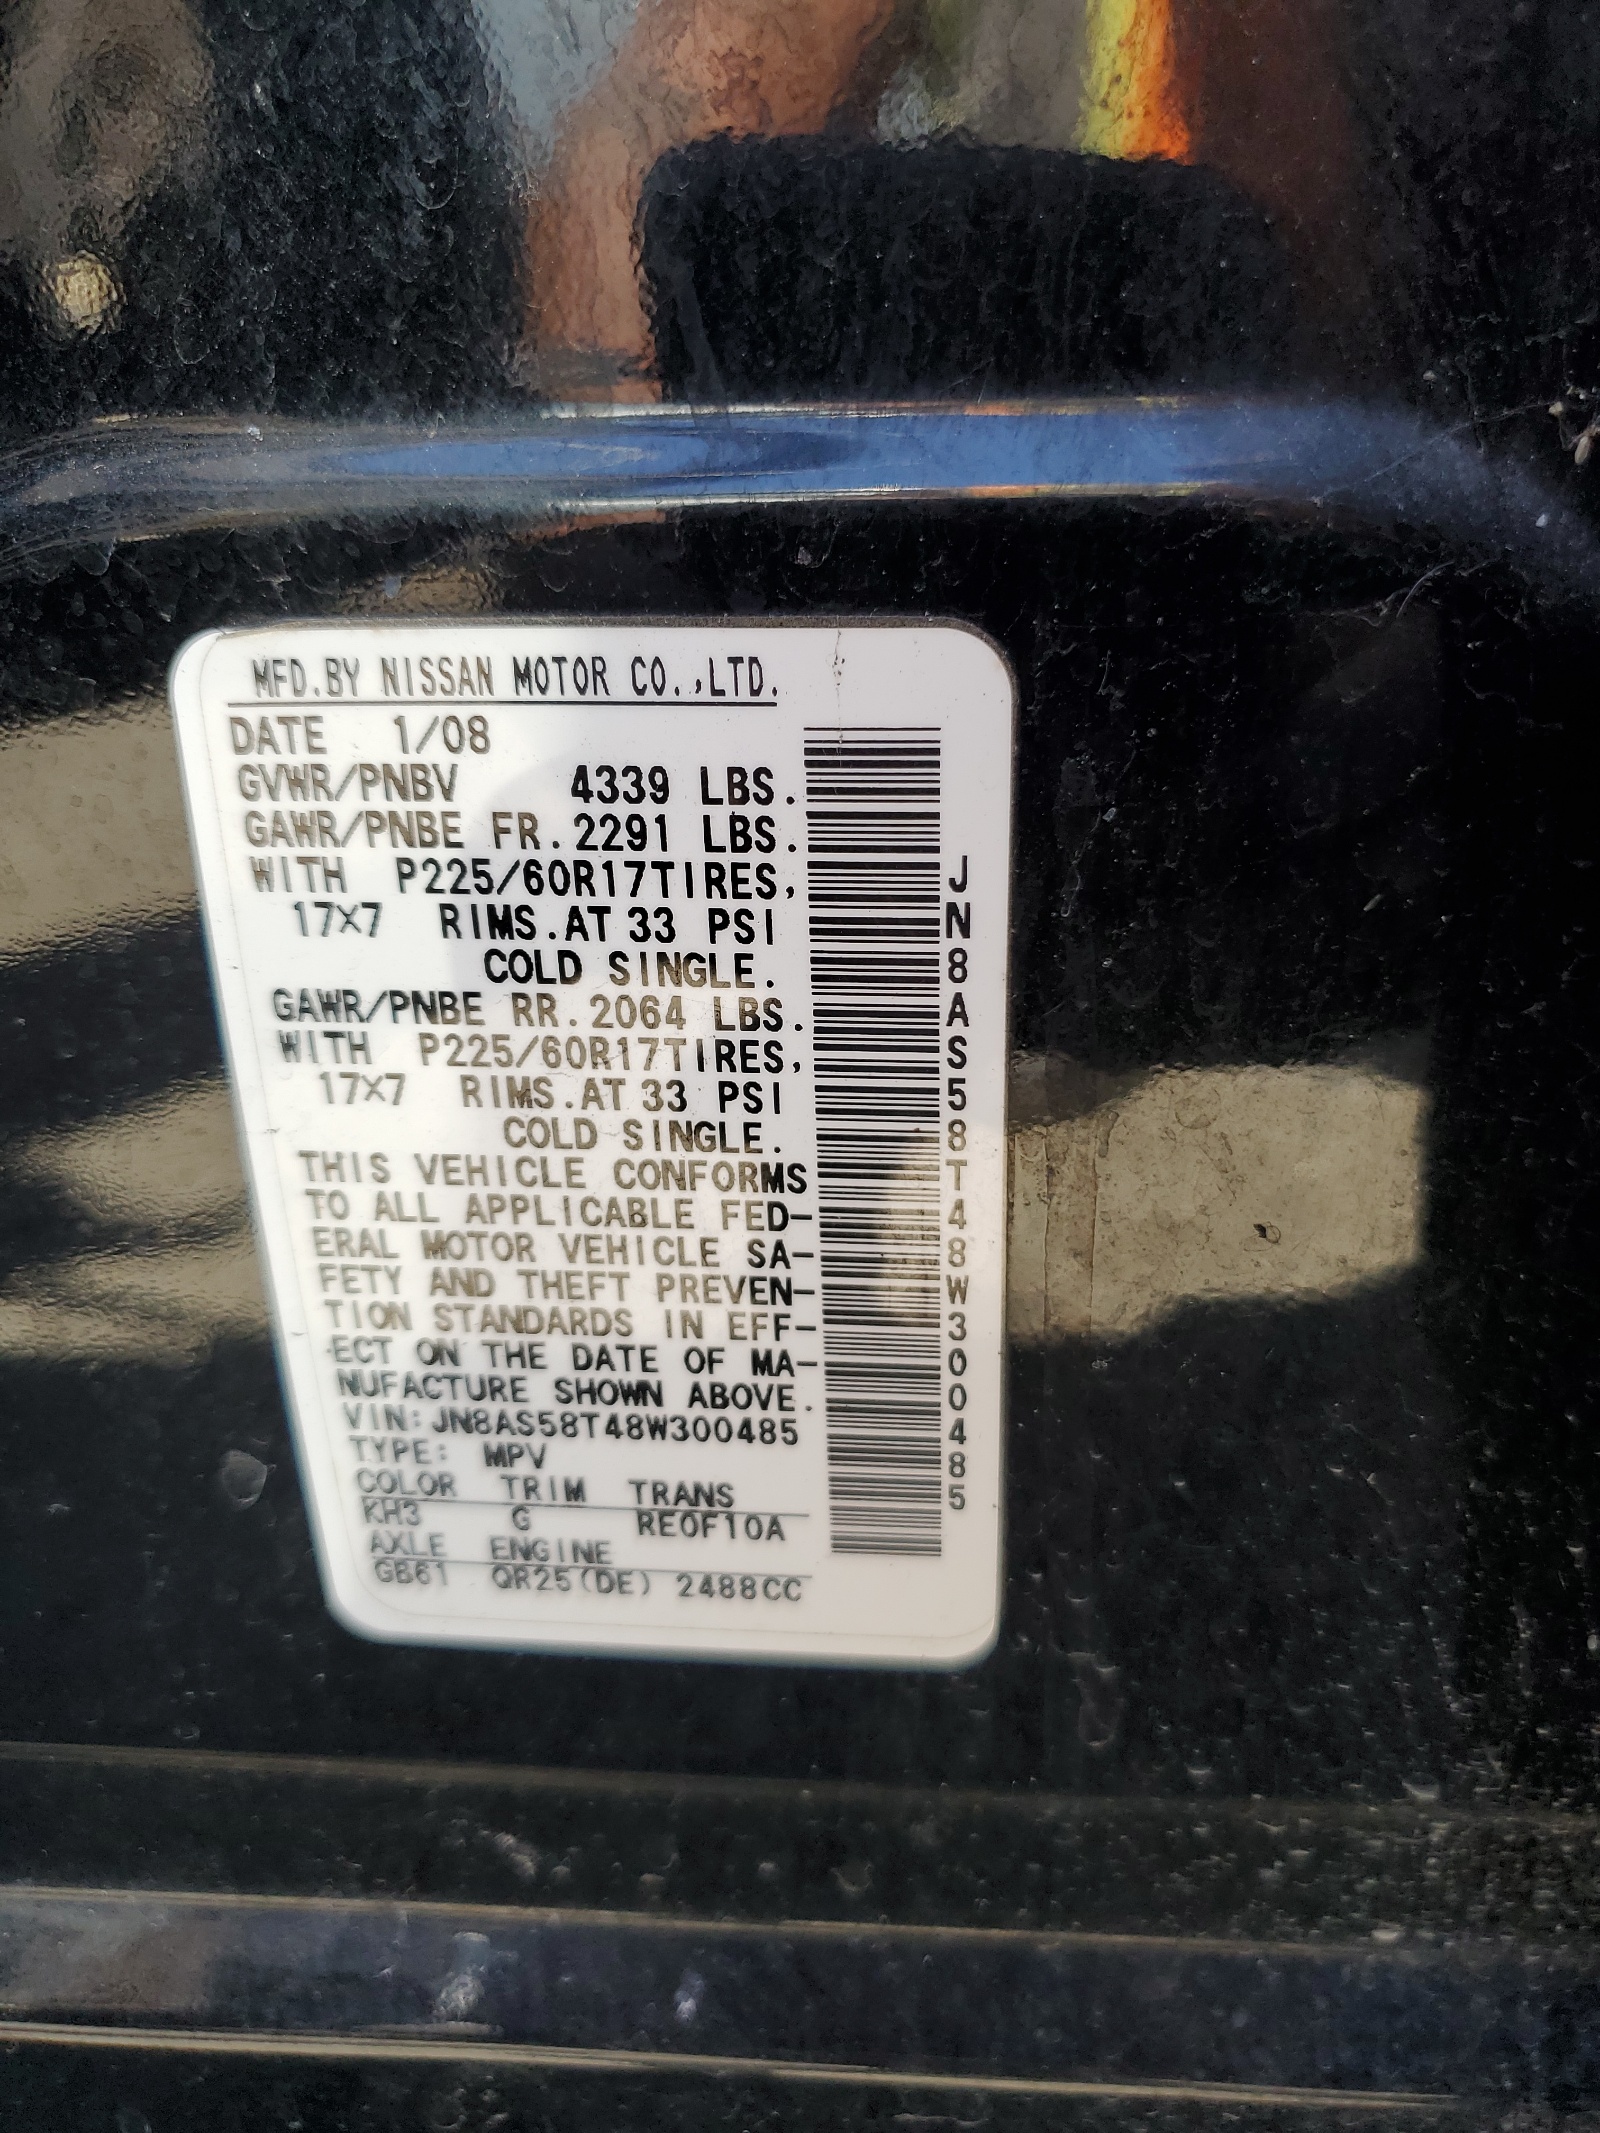 MFD.BY NISSAN MOTOR CO.,LTD.
DATE 1/08
GVWR/PNBV 4339 LBS.
GAWR/PNBE FR.2291 LBS.
WITH P225/60R17TIRES,
17X7 RIMS.AT 33 PSI
COLD SINGLE.
GAWR/PNBE RR.2064 LBS.
WITH P225/60R17TIRES,
17X7 RIMS.AT 33 PSI
COLD SINGLE.
THIS VEHICLE CONFORMS
TO ALL APPLICABLE FED-
ERAL MOTOR VEHICLE SA-
FETY AND THEFT PREVEN-
TION STANDARDS IN EFF-
ECT ON THE DATE OF MA-
NUFACTURE SHOWN ABOVE.
VIN:JN8AS58T48W300485
TYPE: MPV
COLOR TRIM TRANS
KH3 G RE0F10A
AXLE ENGINE
GB61 QR25(DE) 2488CC
JN8AS58T48W300485